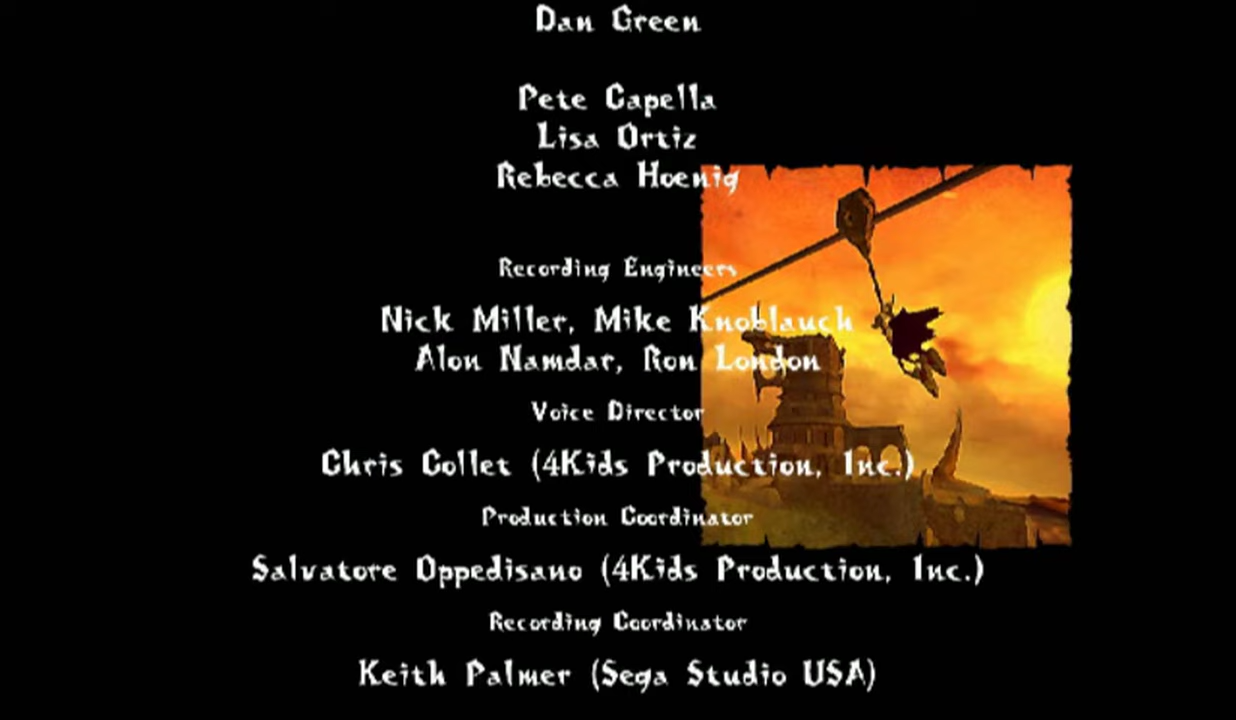 Dan Green
Pete Capella
Lisa Ortiz
Rebecca Hoenig
Recording Engineers
Nick Miller, Mike Knoblauch
Alon Namdar, Ron London
Voice Director
Chris Collet (4Kids Production, Inc.)
Production Coordinator
Salvatore Oppedisano (4Kids Production, Inc.)
Recording Coordinator
Keith Palmer (Sega Studio USA)